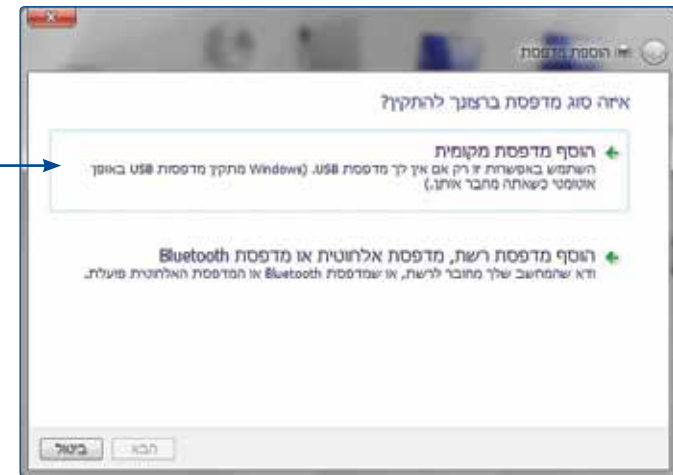 הוספת מדפסת
איזה סוג מדפסת ברצונך להתקין?
הוסף מדפסת מקומית
השתמש באפשרות זו רק אם אין לך מדפסת USB. (Windows מתקין מדפסות USB באופן
אוטומטי כשאתה מחבר אותן.)
הוסף מדפסת רשת, מדפסת אלחוטית או מדפסת Bluetooth
ודא שהמחשב שלך מחובר לרשת, או שמדפסת Bluetooth או המדפסת האלחוטית פועלת.
הבא
ביטול